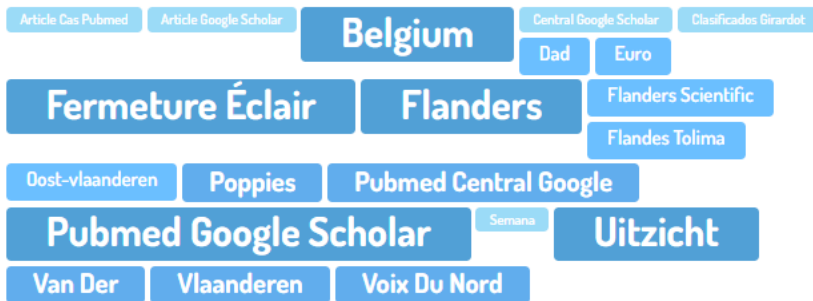 Article Cas Pubmed Article Google Scholar Belgium Central Google Scholar Clasificados Girardot
Dad Euro
Fermeture Éclair Flanders Flanders Scientific
Flandes Tolima
Oost-vlaanderen Poppies Pubmed Central Google
Pubmed Google Scholar Semana Uitzicht
Van Der Vlaanderen Voix Du Nord